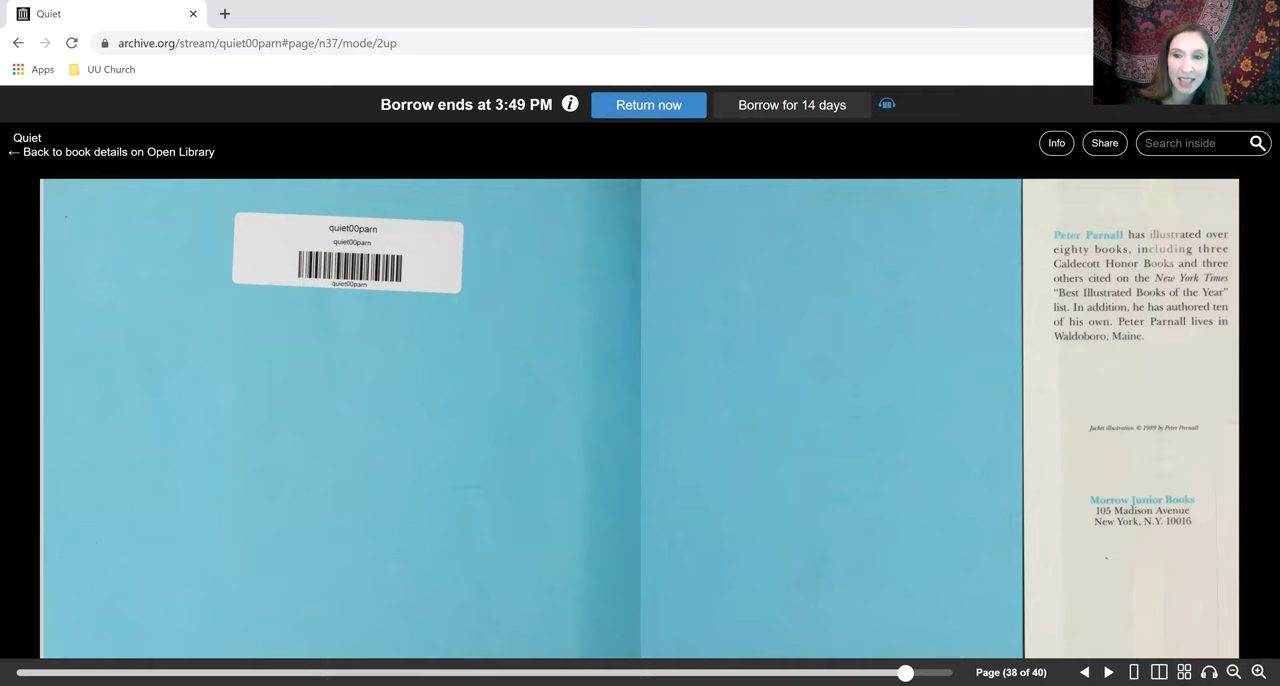 Quiet
archive.org/stream/quiet00parn#page/n37/mode/2up
Apps
UU Church
Borrow ends at 3:49 PM
i
Return now
Borrow for 14 days
Quiet
← Back to book details on Open Library
Info
Share
Search inside
quiet00parn
quiet00parn
quiet00parn
Peter Parnall has illustrated over
eighty books, including three
Caldecott Honor Books and three
others cited on the New York Times
“Best Illustrated Books of the Year”
list. In addition, he has authored ten
of his own. Peter Parnall lives in
Waldoboro, Maine.
Jacket illustration © 1989 by Peter Parnall
Morrow Junior Books
105 Madison Avenue
New York, N.Y. 10016
Page (38 of 40)